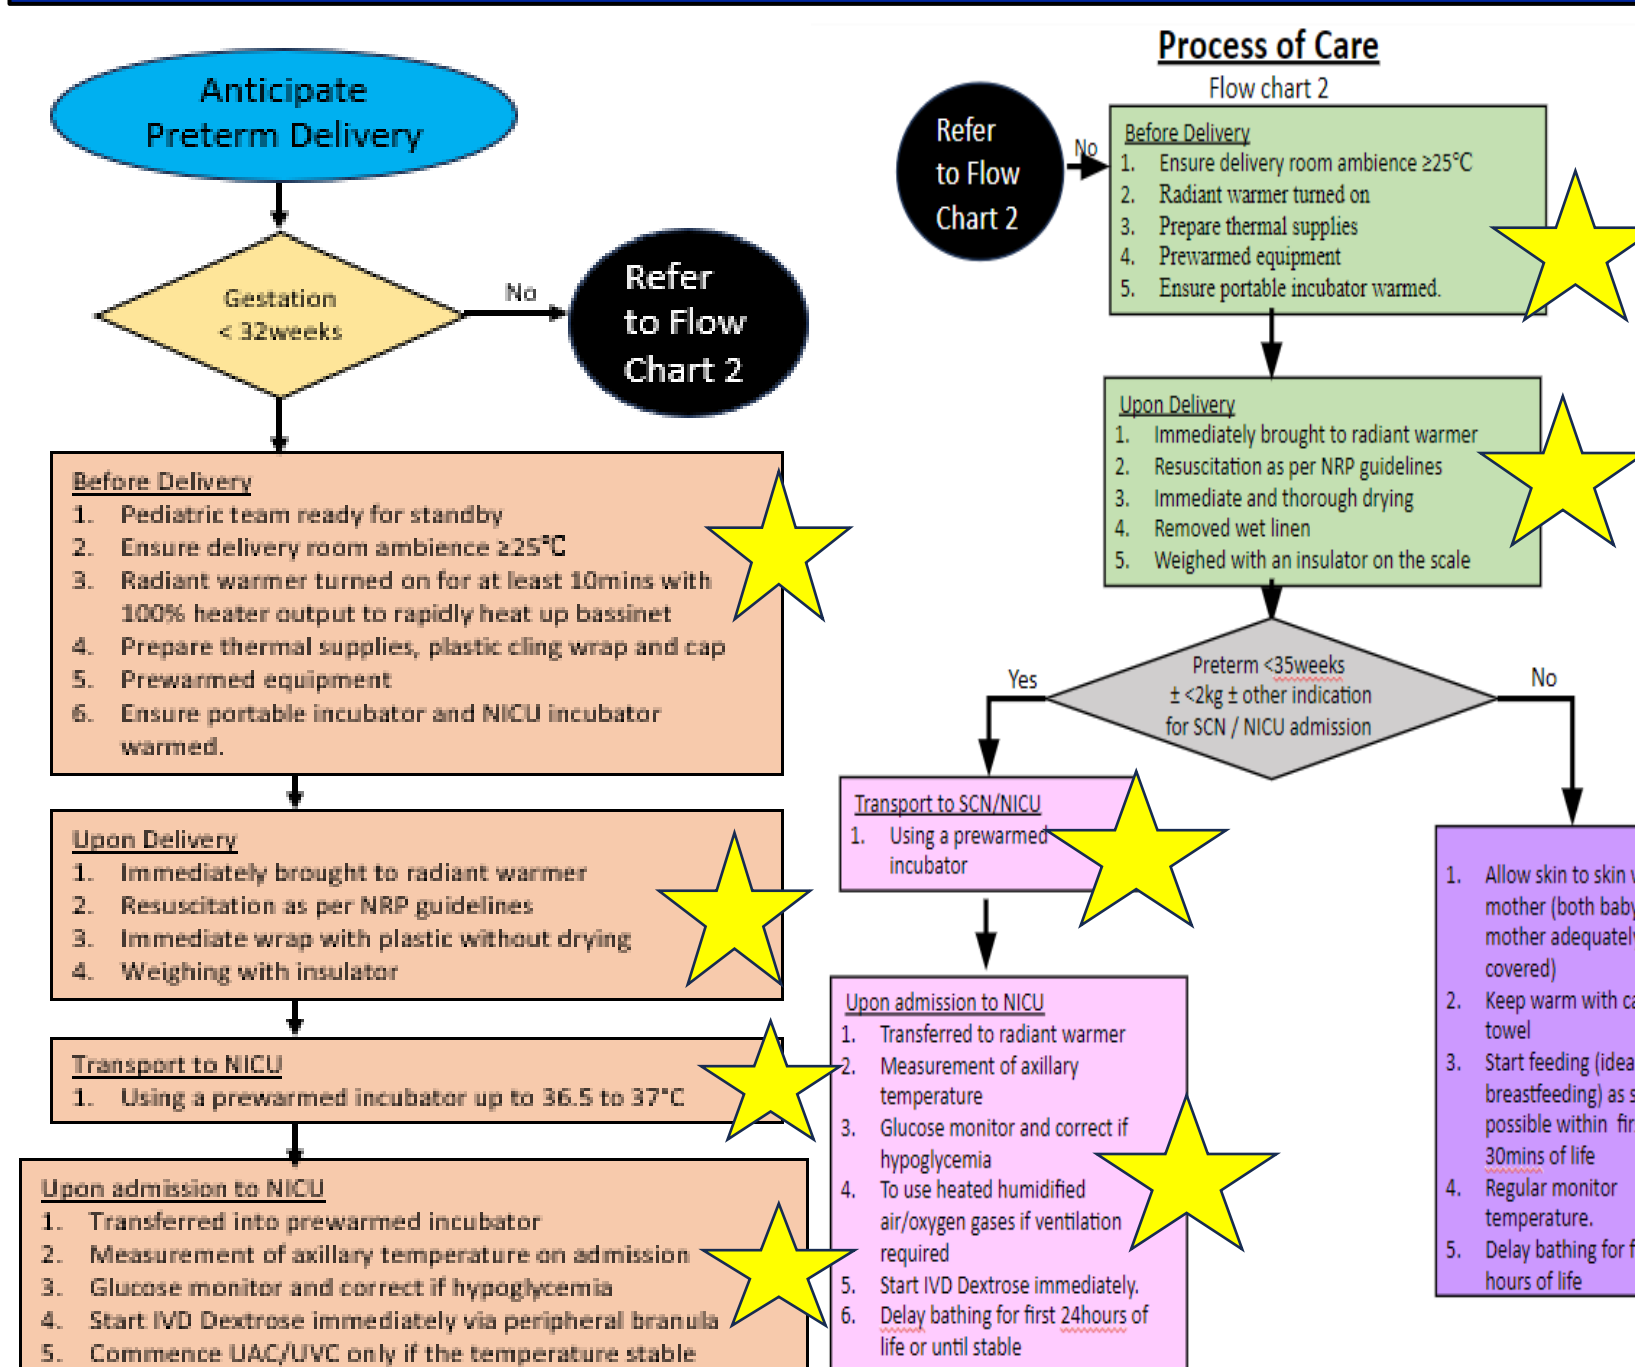 Anticipate
Preterm Delivery
Gestation
< 32weeks
No
Refer
to Flow
Chart 2
Before Delivery
1. Pediatric team ready for standby
2. Ensure delivery room ambience ≥25°C
3. Radiant warmer turned on for at least 10mins with
100% heater output to rapidly heat up bassinet
4. Prepare thermal supplies, plastic cling wrap and cap
5. Prewarmed equipment
6. Ensure portable incubator and NICU incubator
warmed.
Upon Delivery
1. Immediately brought to radiant warmer
2. Resuscitation as per NRP guidelines
3. Immediate wrap with plastic without drying
4. Weighing with insulator
Transport to NICU
1. Using a prewarmed incubator up to 36.5 to 37°C
Upon admission to NICU
1. Transferred into prewarmed incubator
2. Measurement of axillary temperature on admission
3. Glucose monitor and correct if hypoglycemia
4. Start IVD Dextrose immediately via peripheral branula
5. Commence UAC/UVC only if the temperature stable
Process of Care
Flow chart 2
Refer
to Flow
Chart 2
No
Before Delivery
1. Ensure delivery room ambience ≥25°C
2. Radiant warmer turned on
3. Prepare thermal supplies
4. Prewarmed equipment
5. Ensure portable incubator warmed.
Upon Delivery
1. Immediately brought to radiant warmer
2. Resuscitation as per NRP guidelines
3. Immediate and thorough drying
4. Removed wet linen
5. Weighed with an insulator on the scale
Preterm <35weeks
± <2kg ± other indication
for SCN / NICU admission
Yes
No
Transport to SCN/NICU
1. Using a prewarmed
incubator
Upon admission to NICU
1. Transferred to radiant warmer
2. Measurement of axillary
temperature
3. Glucose monitor and correct if
hypoglycemia
4. To use heated humidified
air/oxygen gases if ventilation
required
5. Start IVD Dextrose immediately.
6. Delay bathing for first 24hours of
life or until stable
1. Allow skin to skin
mother (both baby
mother adequately
covered)
2. Keep warm with
towel
3. Start feeding
breastfeeding) as
possible within
30mins of life
4. Regular monitor
temperature.
5. Delay bathing for
hours of life